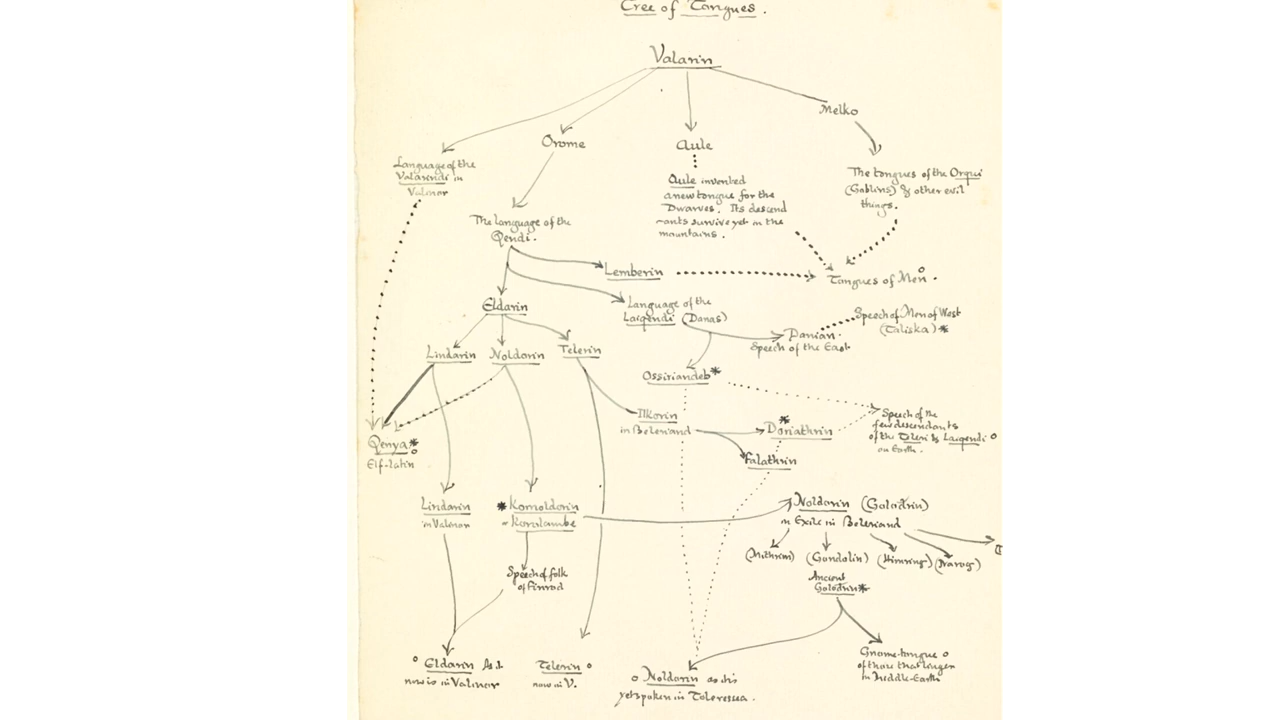 Tree of Tongues.
Valarin
Melko
Orome
Aule
Language of the
Valarindi in
Valinor
Aule invented
a new tongue for the
Dwarves. Its descend
-ants survive yet in the
mountains.
The tongues of the Orqui
(Goblins) & other evil
things.
The language of the
Qendi.
Lemberin
Tongues of Men.
Eldarin
Language of the
Laiqendi (Danas)
Danian.
Speech of the East
Speech of Men of West
(Taliska)*
Lindarin
Noldorin
Telerin
Ossiriandeb*
Ilkorin
in Beleriand
Doriathrin
Falathrin
Speech of the
few descendants
of the Teleri & Laiqendi
on Earth.
Qenya*
Elf-latin
Lindarin
in Valinor
* Kornoldorin
or Korolambe
Noldorin (Golodrin)
in Exile in Beleriand
(Mithrim)
(Gondolin)
(Himring)
(Narog)
Ancient
Golodrin*
Speech of folk
of Finrod
Eldarin As it
now is in Valinor
Telerin
now in V.
Noldorin as it is
yet spoken in Toleressea.
Gnome-tongue
of those that linger
in Middle-Earth